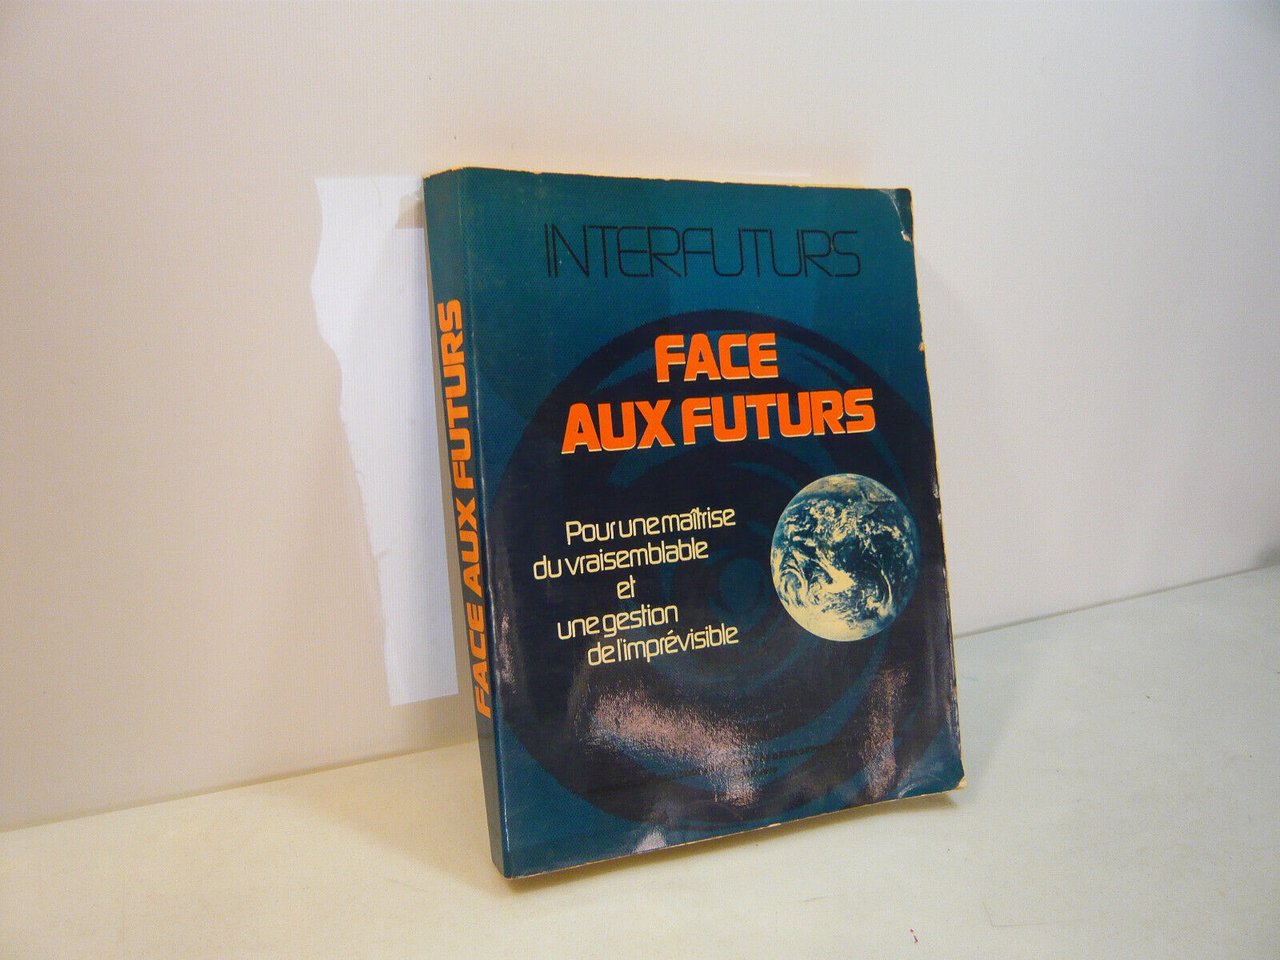 INTERFUTURS
FACE
AUX FUTURS
Pour une maîtrise
du vraisemblable
et
une gestion
de l'imprévisible
FACE AUX FUTURS